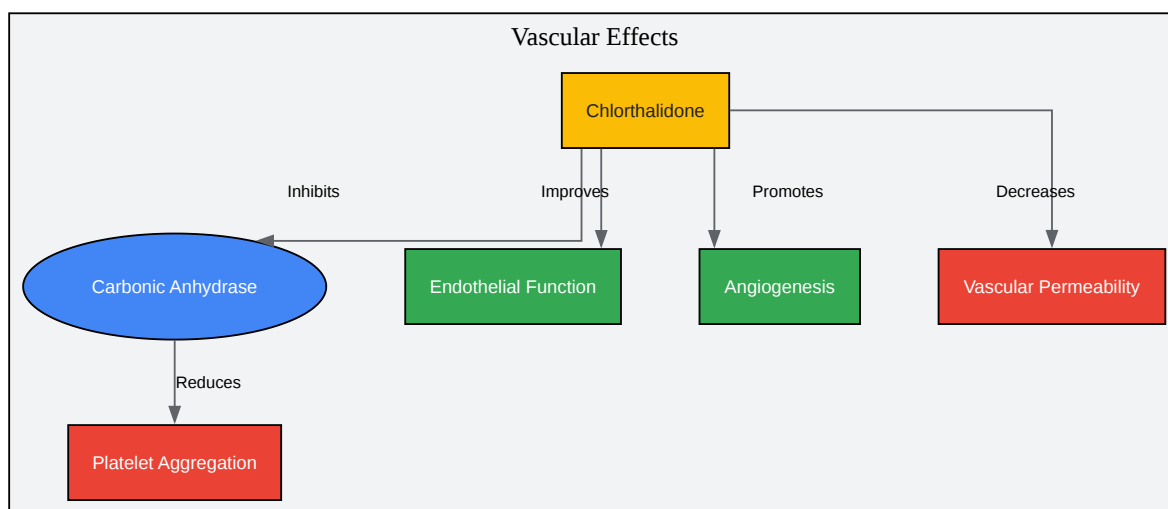 Vascular Effects
Chlorthalidone
Inhibits
Improves
Promotes
Decreases
Carbonic Anhydrase
Endothelial Function
Angiogenesis
Vascular Permeability
Reduces
Platelet Aggregation